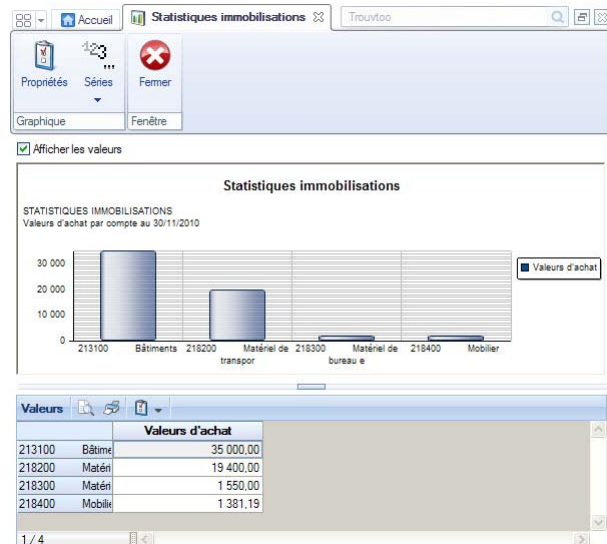 Accueil
Statistiques immobilisations
Trouvtoo
Propriétés
123...
Séries
Fermer
Graphique
Fenêtre
Afficher les valeurs
Statistiques immobilisations
STATISTIQUES IMMOBILISATIONS
Valeurs d'achat par compte au 30/11/2010
30 000
20 000
10 000
0
Valeurs d'achat
213100 Bâtiments 218200 Matériel de 218300 Matériel de 218400 Mobilier
transpor bureau e
Valeurs
Valeurs d'achat
213100 Bâtime 35 000,00
218200 Matéri 19 400,00
218300 Matéri 1 550,00
218400 Mobilie 1 381,19
1 / 4